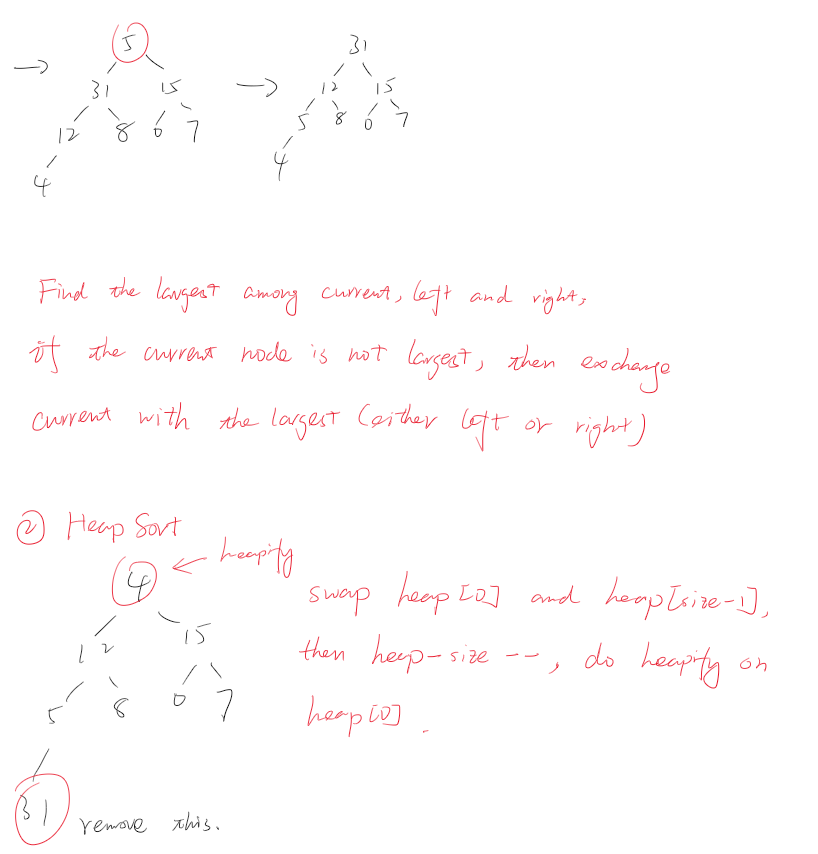 → 5 → 31
31 15 12 15
12 8 0 7 5 8 0 7
4 4
Find the largest among current, left and right,
if the current node is not largest, then exchange
current with the largest (either left or right)
② Heap Sort
4 ← heapify
swap heap[0] and heap[size-1],
12 15
then heap-size --, do heapify on
5 8 0 7
heap[0].
31 remove this.